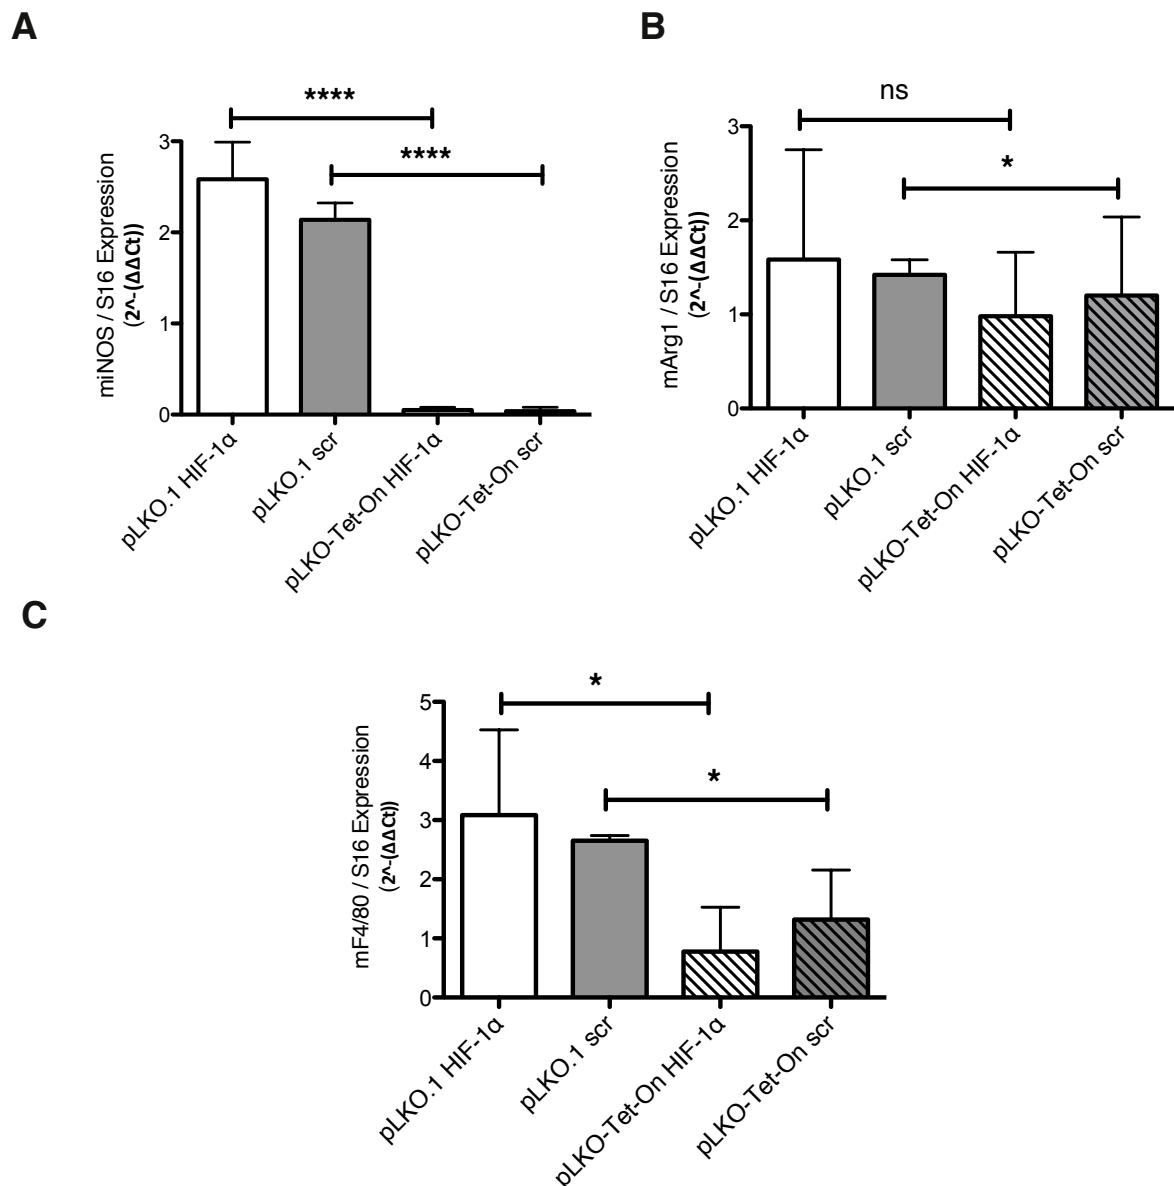 A
****
****
miNOS / S16 Expression
(2^-(ΔΔCt))
3
2
1
0
pLKO.1 HIF-1α
pLKO.1 scr
pLKO-Tet-On HIF-1α
pLKO-Tet-On scr
B
ns
*
mArg1 / S16 Expression
(2^-(ΔΔCt))
3
2
1
0
pLKO.1 HIF-1α
pLKO.1 scr
pLKO-Tet-On HIF-1α
pLKO-Tet-On scr
C
*
*
mF4/80 / S16 Expression
(2^-(ΔΔCt))
5
4
3
2
1
0
pLKO.1 HIF-1α
pLKO.1 scr
pLKO-Tet-On HIF-1α
pLKO-Tet-On scr